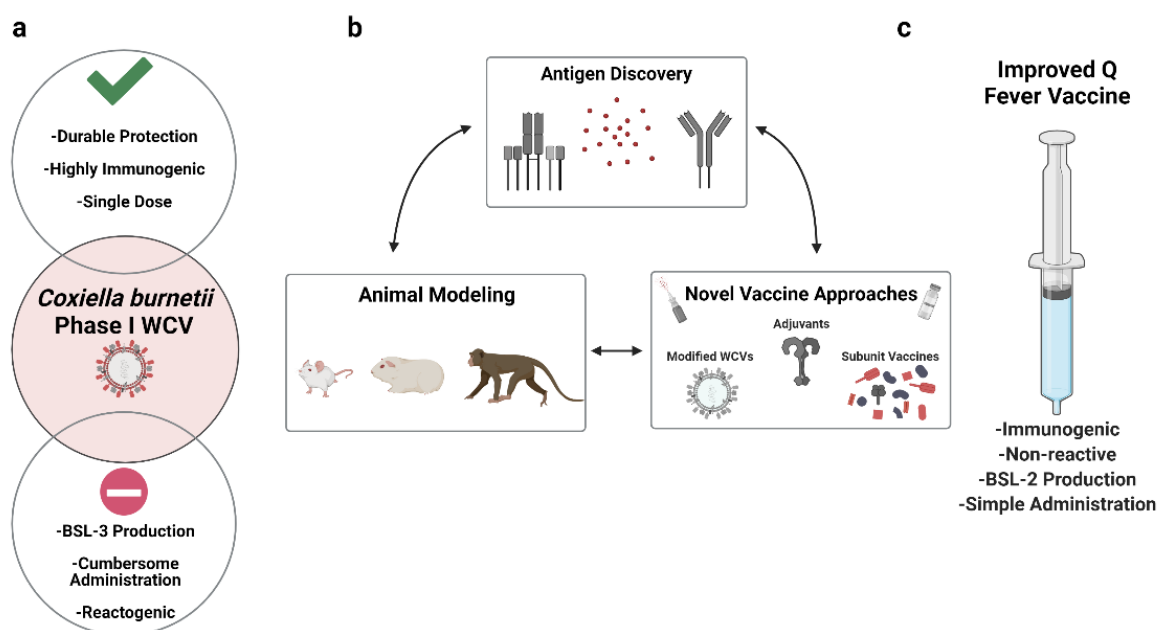 a
-Durable Protection
-Highly Immunogenic
-Single Dose
Coxiella burnetii
Phase I WCV
-BSL-3 Production
-Cumbersome
Administration
-Reactogenic
b
Antigen Discovery
Animal Modeling
Novel Vaccine Approaches
Adjuvants
Modified WCVs
Subunit Vaccines
c
Improved Q
Fever Vaccine
-Immunogenic
-Non-reactive
-BSL-2 Production
-Simple Administration